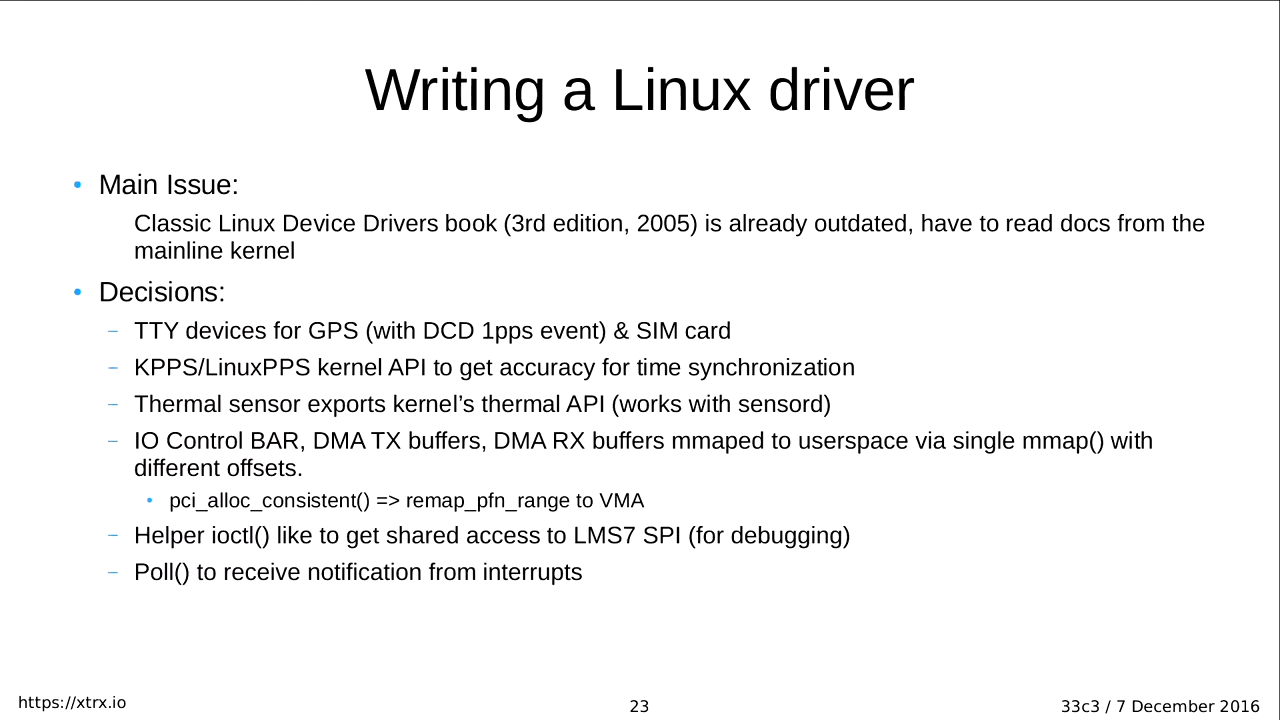 Writing a Linux driver
• Main Issue:
Classic Linux Device Drivers book (3rd edition, 2005) is already outdated, have to read docs from the
mainline kernel
• Decisions:
– TTY devices for GPS (with DCD 1pps event) & SIM card
– KPPS/LinuxPPS kernel API to get accuracy for time synchronization
– Thermal sensor exports kernel’s thermal API (works with sensord)
– IO Control BAR, DMA TX buffers, DMA RX buffers mmaped to userspace via single mmap() with
different offsets.
• pci_alloc_consistent() => remap_pfn_range to VMA
– Helper ioctl() like to get shared access to LMS7 SPI (for debugging)
– Poll() to receive notification from interrupts
https://xtrx.io
23
33c3 / 7 December 2016